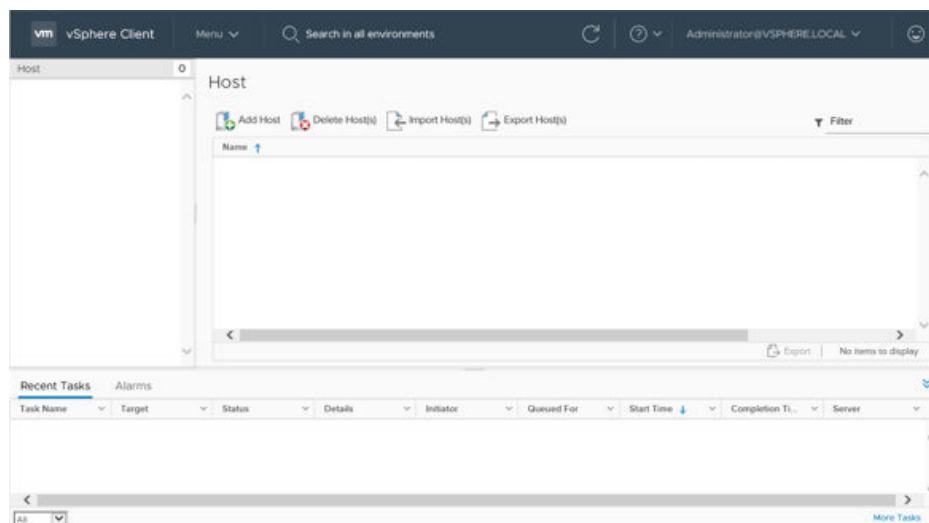 vm vSphere Client Menu Search in all environments Administrator@VSPHERE.LOCAL
Host 0
Host
Add Host Delete Host(s) Import Host(s) Export Host(s) Filter
Name
Export No items to display
Recent Tasks Alarms
Task Name Target Status Details Initiator Queued For Start Time Completion Ti... Server
All More Tasks